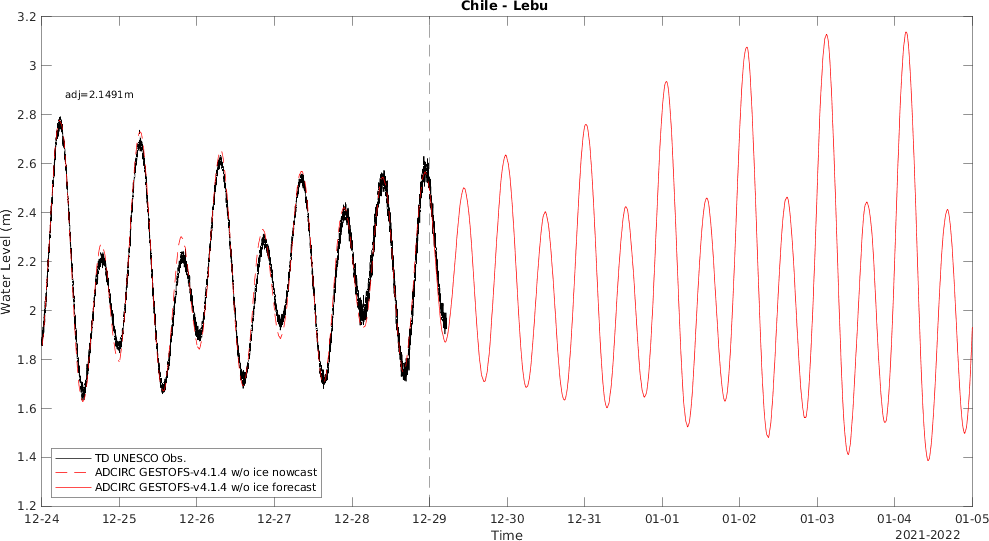 Chile - Lebu
3.2
3
2.8
2.6
2.4
2.2
2
1.8
1.6
1.4
1.2
Water Level (m)
adj=2.1491m
TD UNESCO Obs.
ADCIRC GESTOFS-v4.1.4 w/o ice nowcast
ADCIRC GESTOFS-v4.1.4 w/o ice forecast
12-24 12-25 12-26 12-27 12-28 12-29 12-30 12-31 01-01 01-02 01-03 01-04 01-05
Time
2021-2022